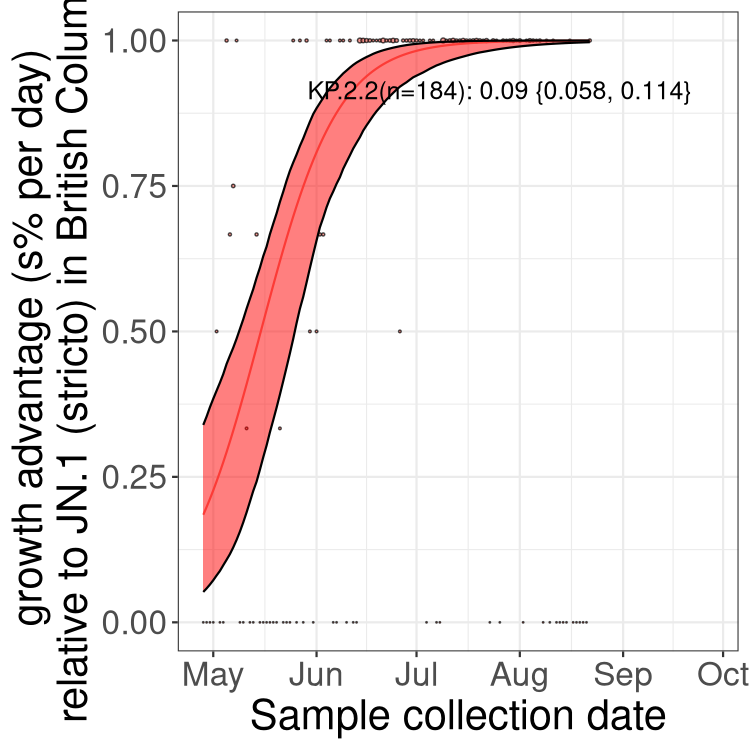 growth advantage (s% per day)
relative to JN.1 (stricto) in British Colum
1.00
0.75
0.50
0.25
0.00
KP.2.2(n=184): 0.09 {0.058, 0.114}
May Jun Jul Aug Sep Oct
Sample collection date